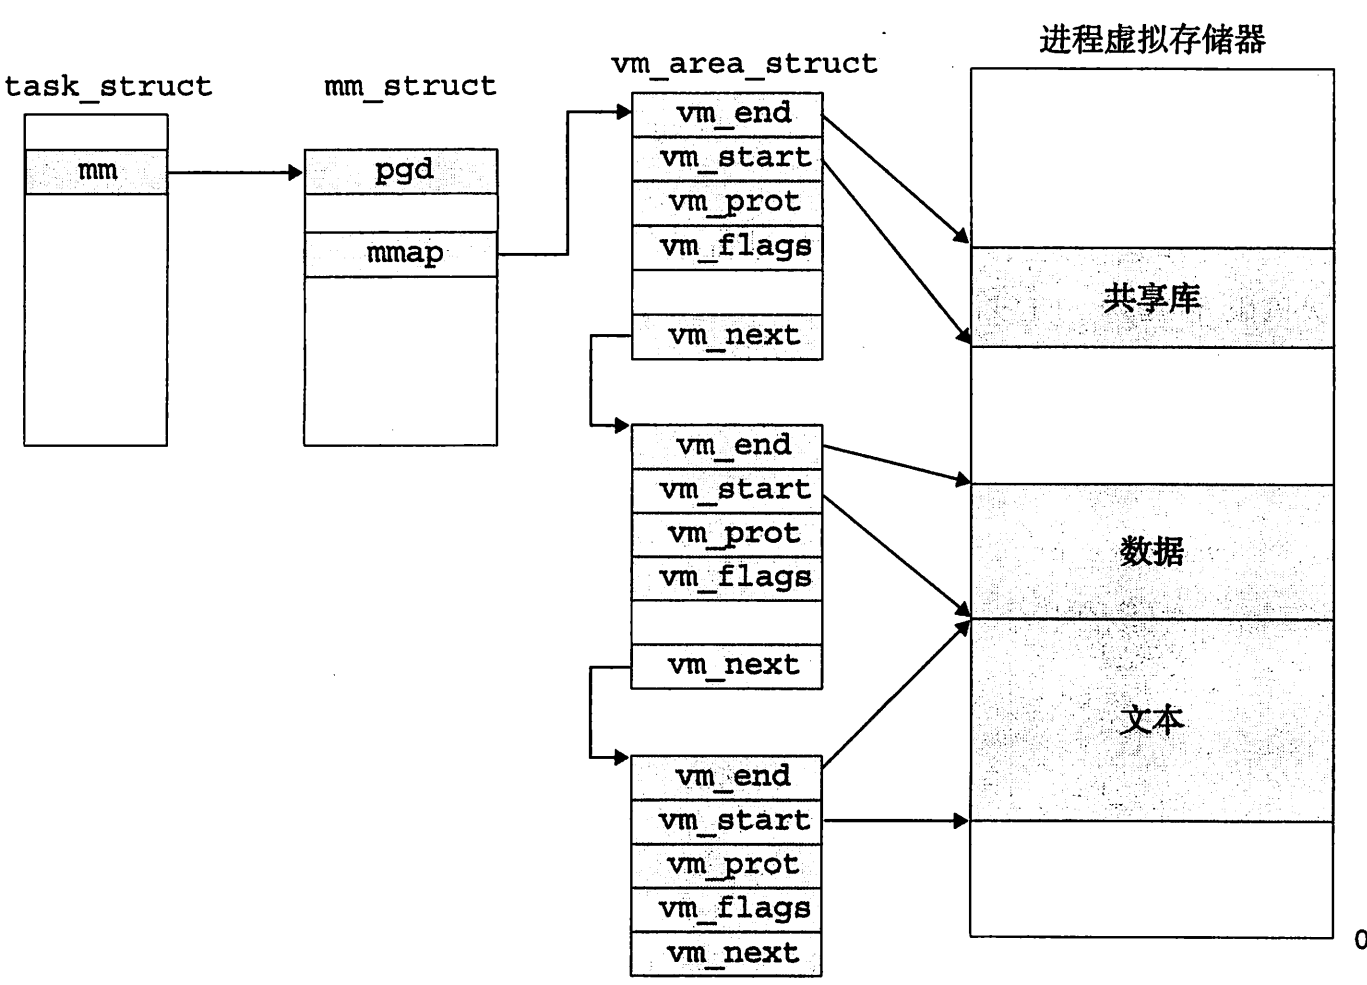 进程虚拟存储器
task_struct
mm_struct
vm_area_struct
mm
pgd
mmap
vm_end
vm_start
vm_prot
vm_flags
vm_next
vm_end
vm_start
vm_prot
vm_flags
vm_next
vm_end
vm_start
vm_prot
vm_flags
vm_next
共享库
数据
文本
0